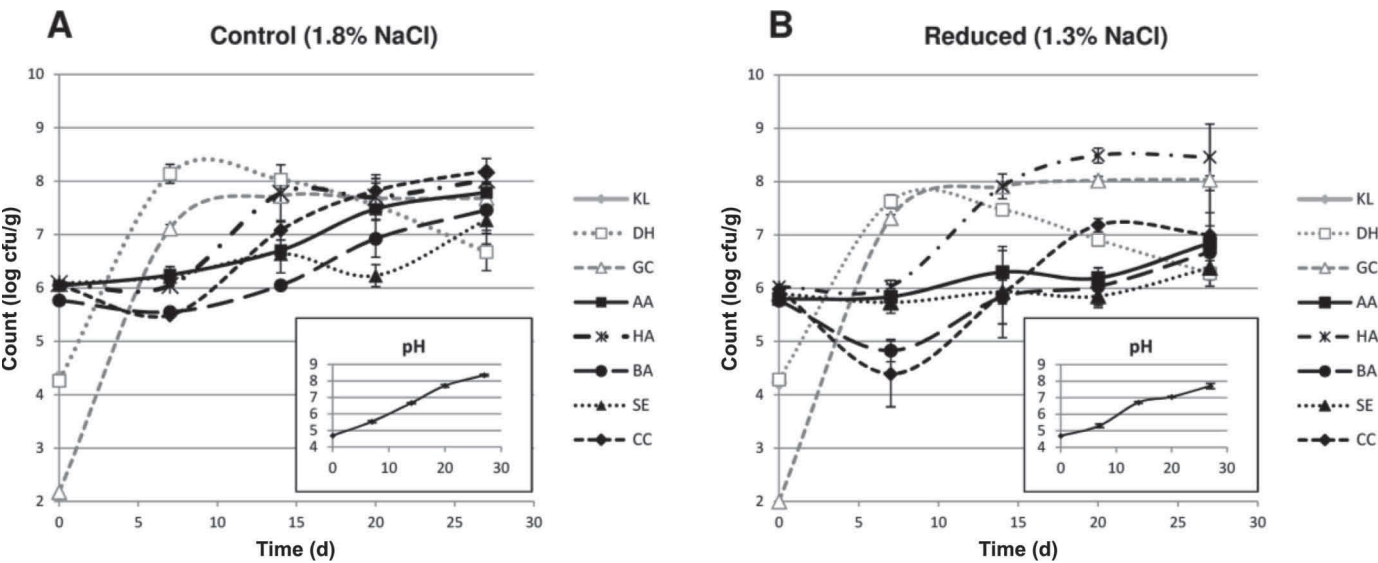 A
Control (1.8% NaCl)
Count (log cfu/g)
10
9
8
7
6
5
4
3
2
0 5 10 15 20 25 30
Time (d)
pH
9
8
7
6
5
4
0 10 20 30
KL
DH
GC
AA
HA
BA
SE
CC
B
Reduced (1.3% NaCl)
Count (log cfu/g)
10
9
8
7
6
5
4
3
2
0 5 10 15 20 25 30
Time (d)
pH
9
8
7
6
5
4
0 10 20 30
KL
DH
GC
AA
HA
BA
SE
CC